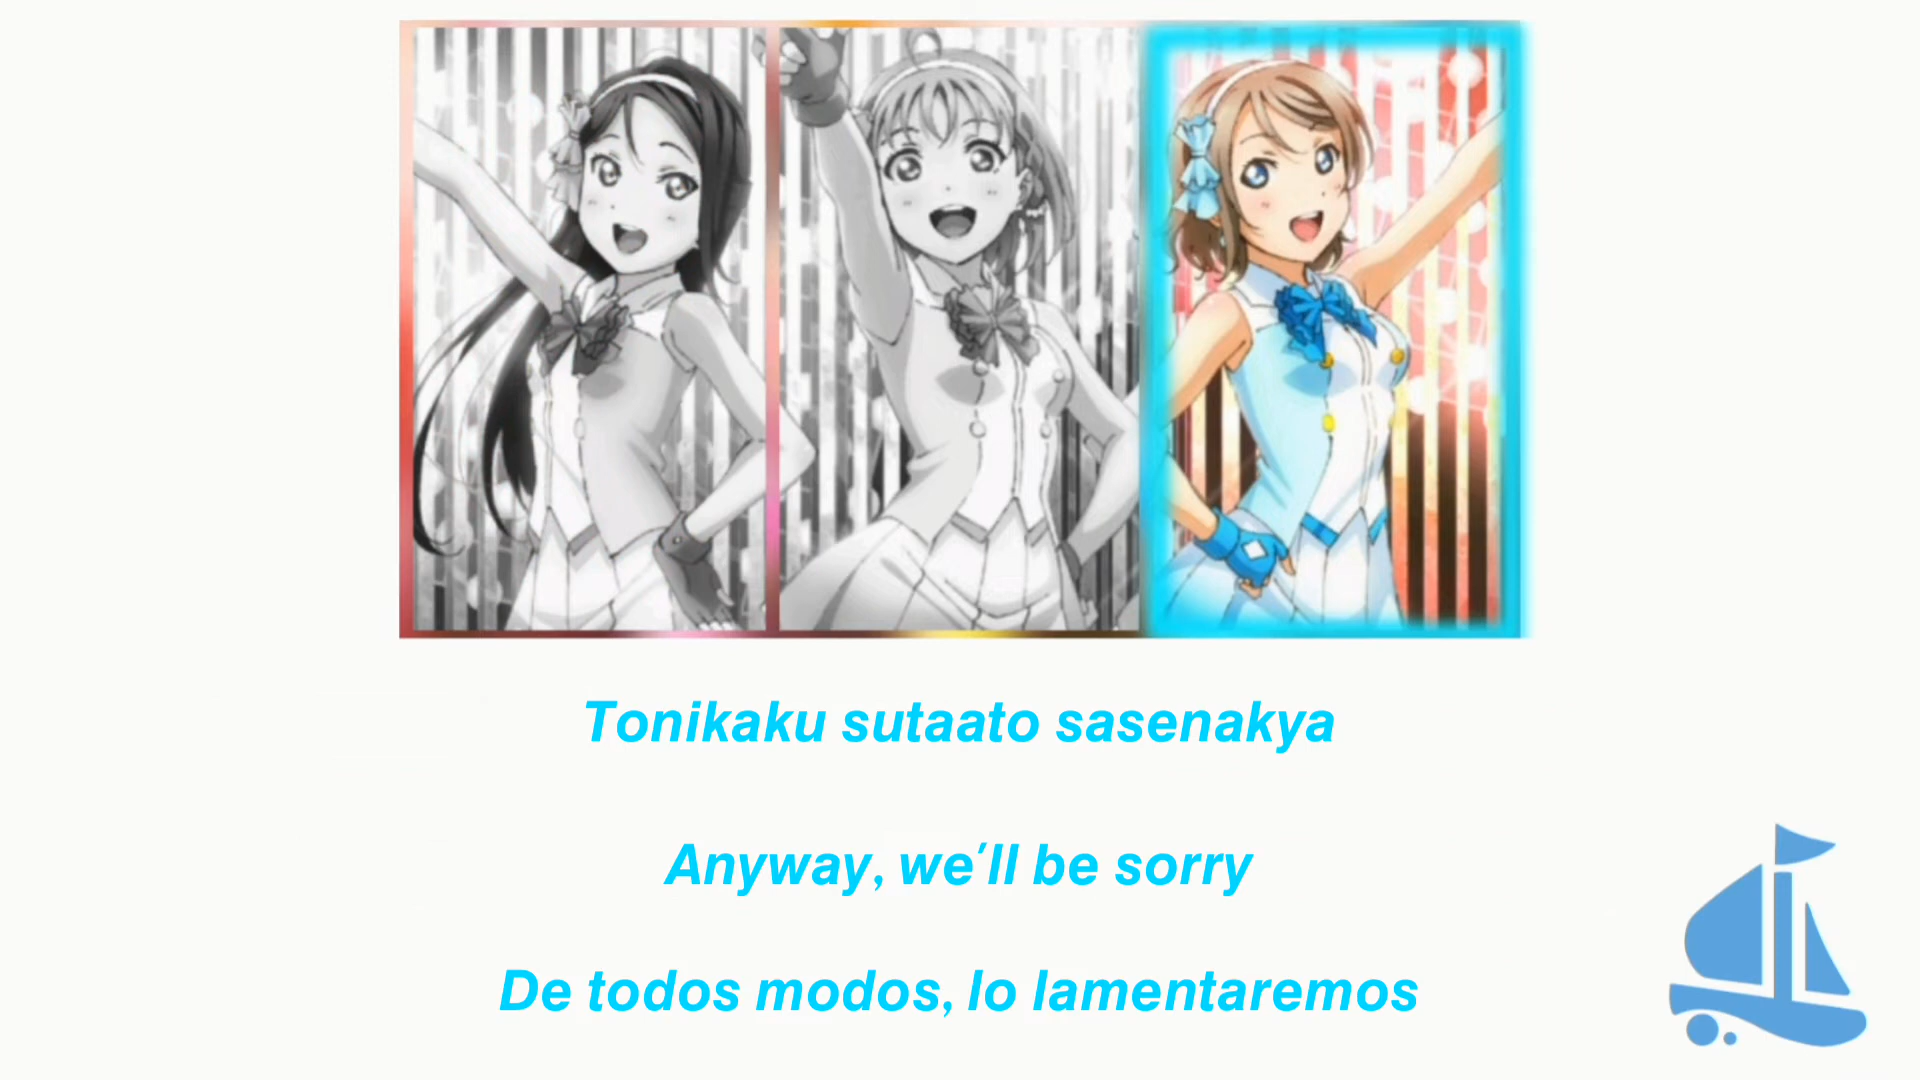 Tonikaku sutaato sasenakya
Anyway, we'll be sorry
De todos modos, lo lamentaremos